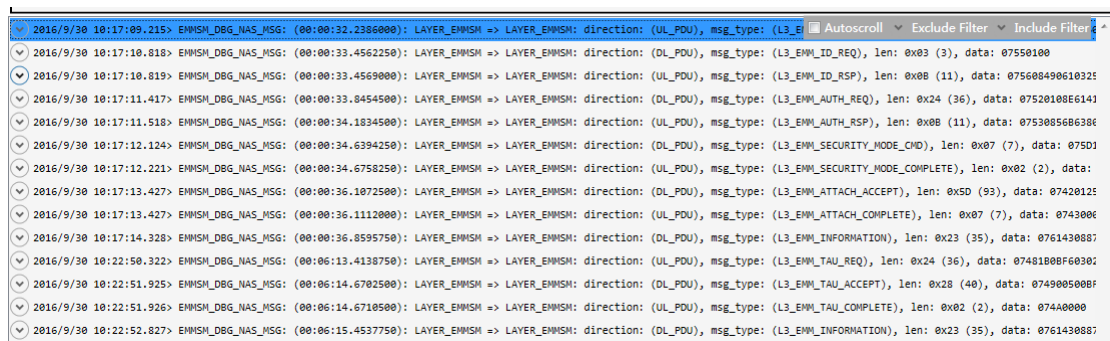 2016/9/30 10:17:09.215> EMMSM_DBG_NAS_MSG: (00:00:32.2386000): LAYER_EMMSM => LAYER_EMMSM: direction: (UL_PDU), msg_type: (L3_E Autoscroll Exclude Filter Include Filter
2016/9/30 10:17:10.818> EMMSM_DBG_NAS_MSG: (00:00:33.4562250): LAYER_EMMSM => LAYER_EMMSM: direction: (DL_PDU), msg_type: (L3_EMM_ID_REQ), len: 0x03 (3), data: 07550100
2016/9/30 10:17:10.819> EMMSM_DBG_NAS_MSG: (00:00:33.4569000): LAYER_EMMSM => LAYER_EMMSM: direction: (UL_PDU), msg_type: (L3_EMM_ID_RSP), len: 0x0B (11), data: 075608490610325
2016/9/30 10:17:11.417> EMMSM_DBG_NAS_MSG: (00:00:33.8454500): LAYER_EMMSM => LAYER_EMMSM: direction: (DL_PDU), msg_type: (L3_EMM_AUTH_REQ), len: 0x24 (36), data: 07520108E6141
2016/9/30 10:17:11.518> EMMSM_DBG_NAS_MSG: (00:00:34.1834500): LAYER_EMMSM => LAYER_EMMSM: direction: (UL_PDU), msg_type: (L3_EMM_AUTH_RSP), len: 0x0B (11), data: 07530856B6380
2016/9/30 10:17:12.124> EMMSM_DBG_NAS_MSG: (00:00:34.6394250): LAYER_EMMSM => LAYER_EMMSM: direction: (DL_PDU), msg_type: (L3_EMM_SECURITY_MODE_CMD), len: 0x07 (7), data: 075D1
2016/9/30 10:17:12.221> EMMSM_DBG_NAS_MSG: (00:00:34.6758250): LAYER_EMMSM => LAYER_EMMSM: direction: (UL_PDU), msg_type: (L3_EMM_SECURITY_MODE_COMPLETE), len: 0x02 (2), data:
2016/9/30 10:17:13.427> EMMSM_DBG_NAS_MSG: (00:00:36.1072500): LAYER_EMMSM => LAYER_EMMSM: direction: (DL_PDU), msg_type: (L3_EMM_ATTACH_ACCEPT), len: 0x5D (93), data: 07420125
2016/9/30 10:17:13.427> EMMSM_DBG_NAS_MSG: (00:00:36.1112000): LAYER_EMMSM => LAYER_EMMSM: direction: (UL_PDU), msg_type: (L3_EMM_ATTACH_COMPLETE), len: 0x07 (7), data: 0743000
2016/9/30 10:17:14.328> EMMSM_DBG_NAS_MSG: (00:00:36.8595750): LAYER_EMMSM => LAYER_EMMSM: direction: (DL_PDU), msg_type: (L3_EMM_INFORMATION), len: 0x23 (35), data: 0761430887
2016/9/30 10:22:50.322> EMMSM_DBG_NAS_MSG: (00:06:13.4138750): LAYER_EMMSM => LAYER_EMMSM: direction: (UL_PDU), msg_type: (L3_EMM_TAU_REQ), len: 0x24 (36), data: 07481B0BF60302
2016/9/30 10:22:51.925> EMMSM_DBG_NAS_MSG: (00:06:14.6702500): LAYER_EMMSM => LAYER_EMMSM: direction: (DL_PDU), msg_type: (L3_EMM_TAU_ACCEPT), len: 0x28 (40), data: 074900500BF
2016/9/30 10:22:51.926> EMMSM_DBG_NAS_MSG: (00:06:14.6710500): LAYER_EMMSM => LAYER_EMMSM: direction: (UL_PDU), msg_type: (L3_EMM_TAU_COMPLETE), len: 0x02 (2), data: 074A0000
2016/9/30 10:22:52.827> EMMSM_DBG_NAS_MSG: (00:06:15.4537750): LAYER_EMMSM => LAYER_EMMSM: direction: (DL_PDU), msg_type: (L3_EMM_INFORMATION), len: 0x23 (35), data: 0761430887